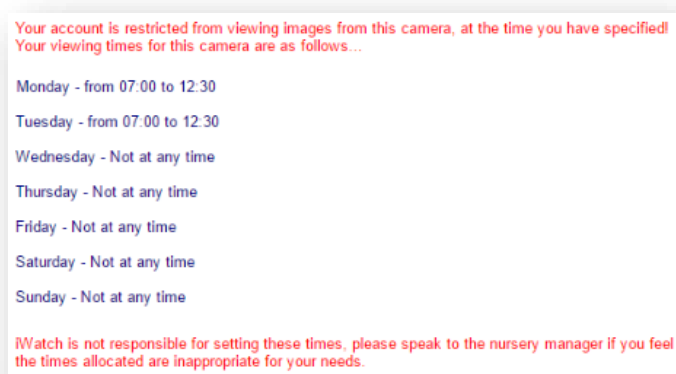 Your account is restricted from viewing images from this camera, at the time you have specified!
Your viewing times for this camera are as follows...
Monday - from 07:00 to 12:30
Tuesday - from 07:00 to 12:30
Wednesday - Not at any time
Thursday - Not at any time
Friday - Not at any time
Saturday - Not at any time
Sunday - Not at any time
iWatch is not responsible for setting these times, please speak to the nursery manager if you feel
the times allocated are inappropriate for your needs.